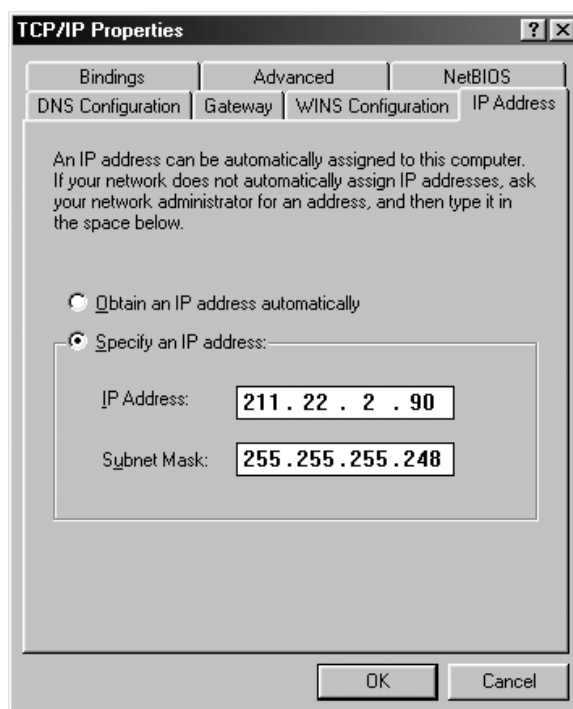 TCP/IP Properties
Bindings Advanced NetBIOS
DNS Configuration Gateway WINS Configuration IP Address
An IP address can be automatically assigned to this computer.
If your network does not automatically assign IP addresses, ask
your network administrator for an address, and then type it in
the space below.
Obtain an IP address automatically
Specify an IP address:
IP Address: 211 . 22 . 2 . 90
Subnet Mask: 255 . 255 . 255 . 248
OK Cancel